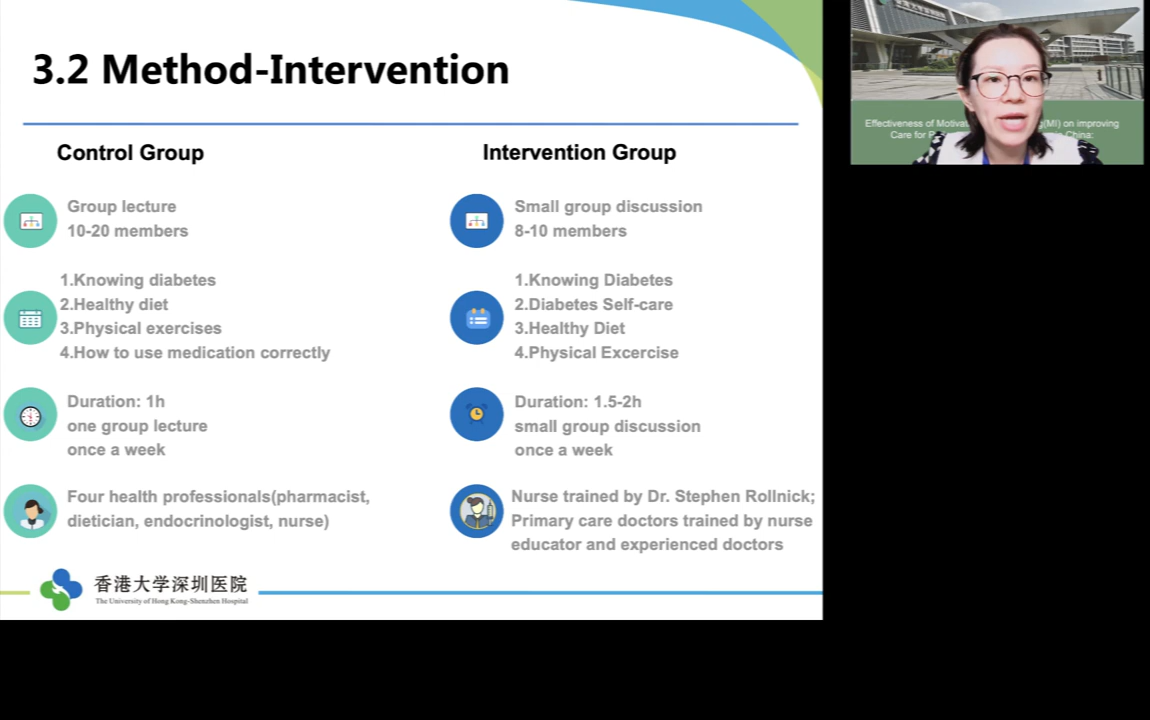 3.2 Method-Intervention
Control Group
Group lecture
10-20 members
1.Knowing diabetes
2.Healthy diet
3.Physical exercises
4.How to use medication correctly
Duration: 1h
one group lecture
once a week
Four health professionals(pharmacist,
dietician, endocrinologist, nurse)
Intervention Group
Small group discussion
8-10 members
1.Knowing Diabetes
2.Diabetes Self-care
3.Healthy Diet
4.Physical Excercise
Duration: 1.5-2h
small group discussion
once a week
Nurse trained by Dr. Stephen Rollnick;
Primary care doctors trained by nurse
educator and experienced doctors
香港大学深圳医院
The University of Hong Kong-Shenzhen Hospital
Effectiveness of (MI) on improving
Care for China: